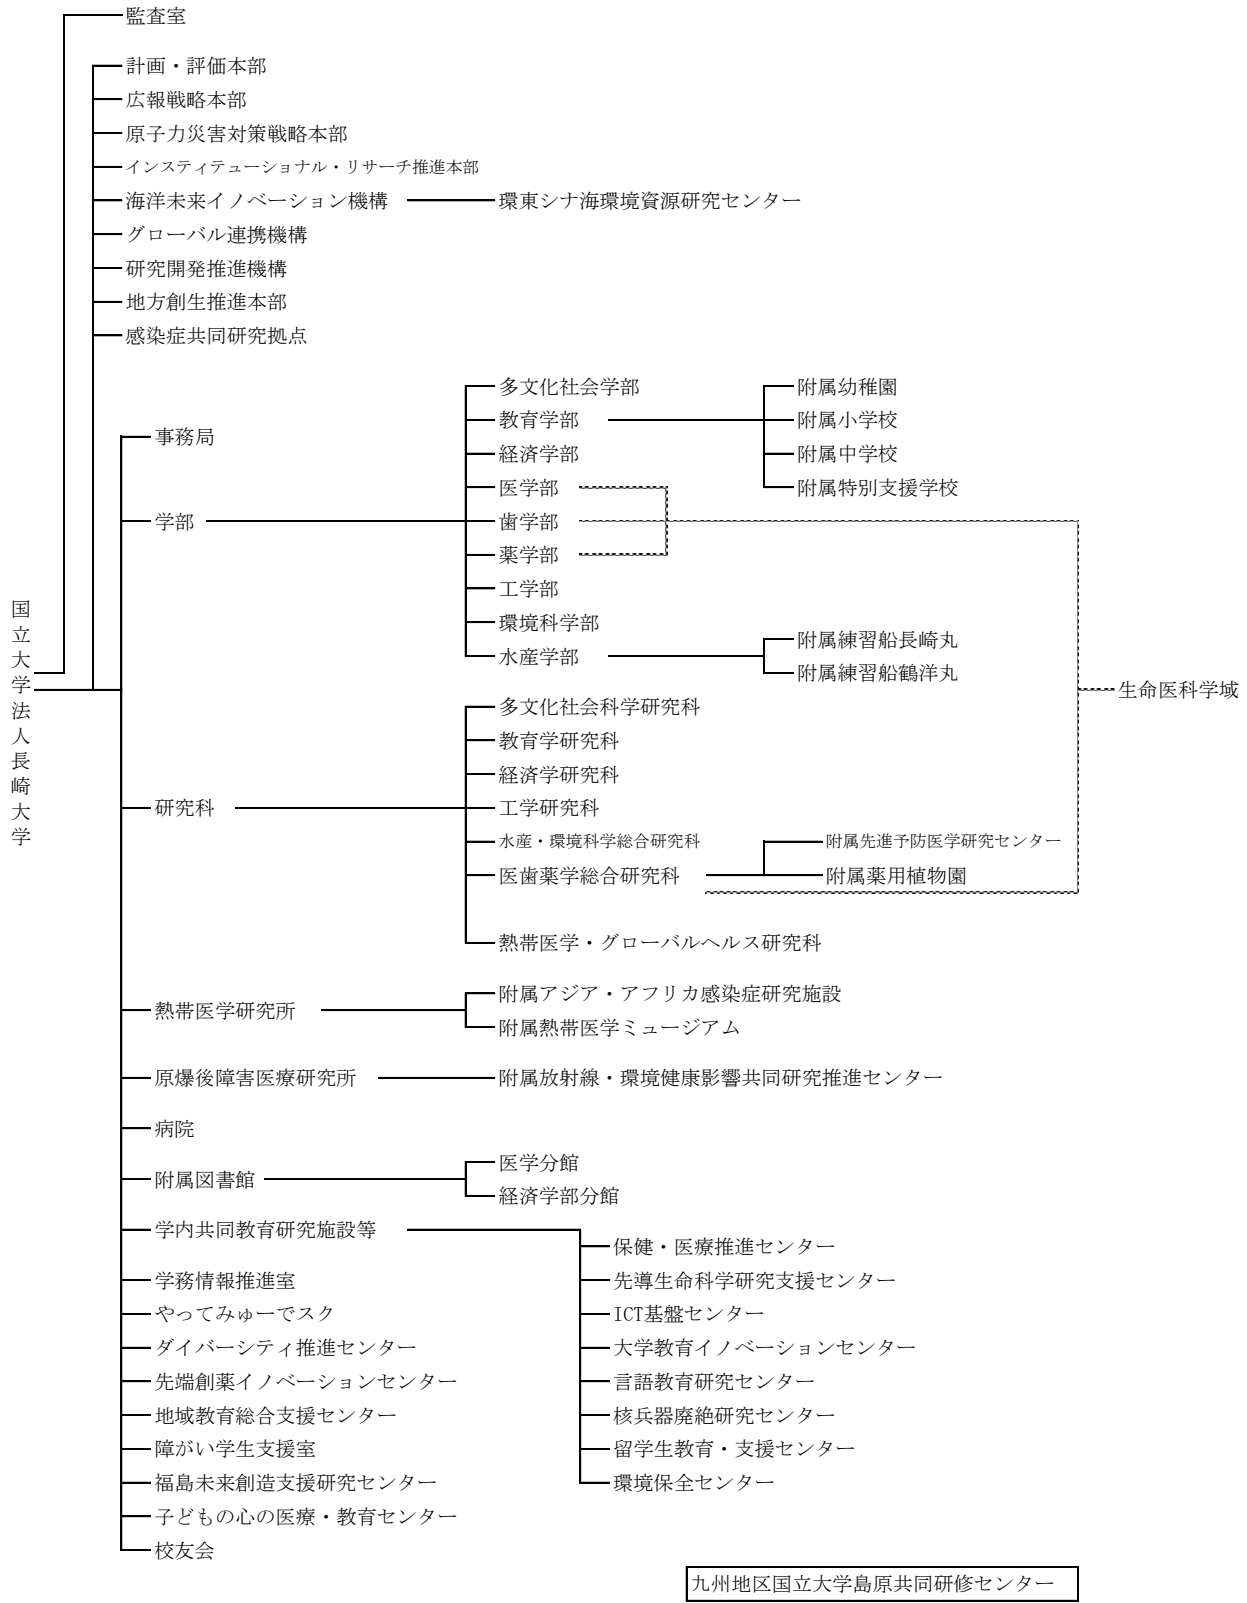 国立大学法人長崎大学
監査室
計画・評価本部
広報戦略本部
原子力災害対策戦略本部
インスティテューショナル・リサーチ推進本部
海洋未来イノベーション機構
環東シナ海環境資源研究センター
グローバル連携機構
研究開発推進機構
地方創生推進本部
感染症共同研究拠点
事務局
学部
多文化社会学部
教育学部
附属幼稚園
附属小学校
附属中学校
附属特別支援学校
経済学部
医学部
歯学部
薬学部
工学部
環境科学部
水産学部
附属練習船長崎丸
附属練習船鶴洋丸
生命医科学域
研究科
多文化社会科学研究科
教育学研究科
経済学研究科
工学研究科
水産・環境科学総合研究科
医歯薬学総合研究科
附属先進予防医学研究センター
附属薬用植物園
熱帯医学・グローバルヘルス研究科
熱帯医学研究所
附属アジア・アフリカ感染症研究施設
附属熱帯医学ミュージアム
原爆後障害医療研究所
附属放射線・環境健康影響共同研究推進センター
病院
附属図書館
医学分館
経済学部分館
学内共同教育研究施設等
保健・医療推進センター
先導生命科学研究支援センター
ICT基盤センター
大学教育イノベーションセンター
言語教育研究センター
核兵器廃絶研究センター
留学生教育・支援センター
環境保全センター
学務情報推進室
やってみゅーでスク
ダイバーシティ推進センター
先端創薬イノベーションセンター
地域教育総合支援センター
障がい学生支援室
福島未来創造支援研究センター
子どもの心の医療・教育センター
校友会
九州地区国立大学島原共同研修センター